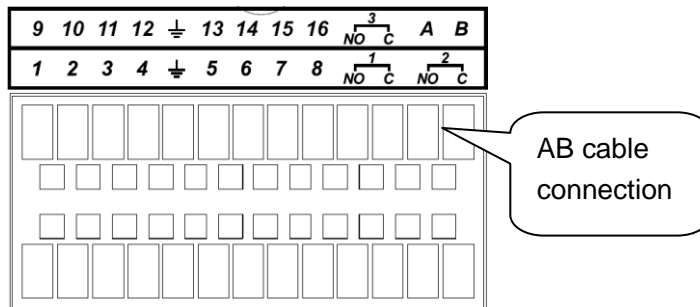 9 10 11 12 ⏚ 13 14 15 16 NO 3 C A B
1 2 3 4 ⏚ 5 6 7 8 NO 1 C NO 2 C
AB cable
connection